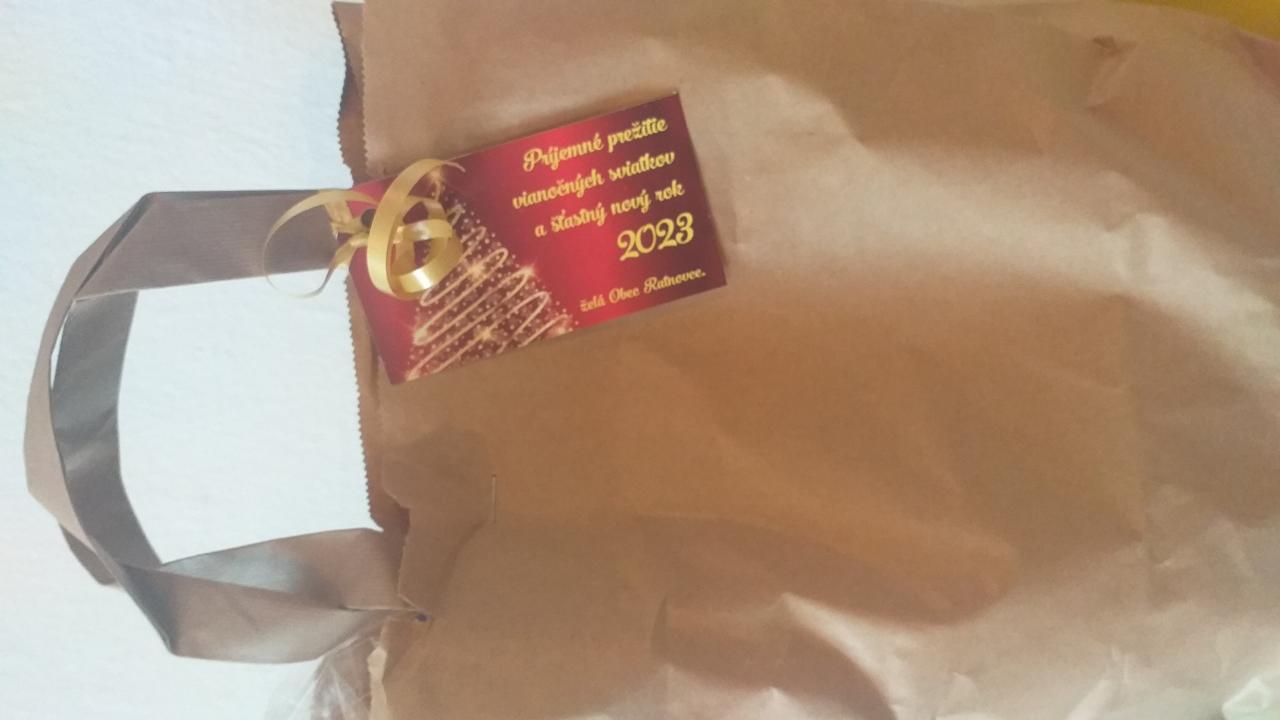 Príjemné prežitie
vianočných sviatkov
a šťastný nový rok
2023
želá Obec Ratnovce.